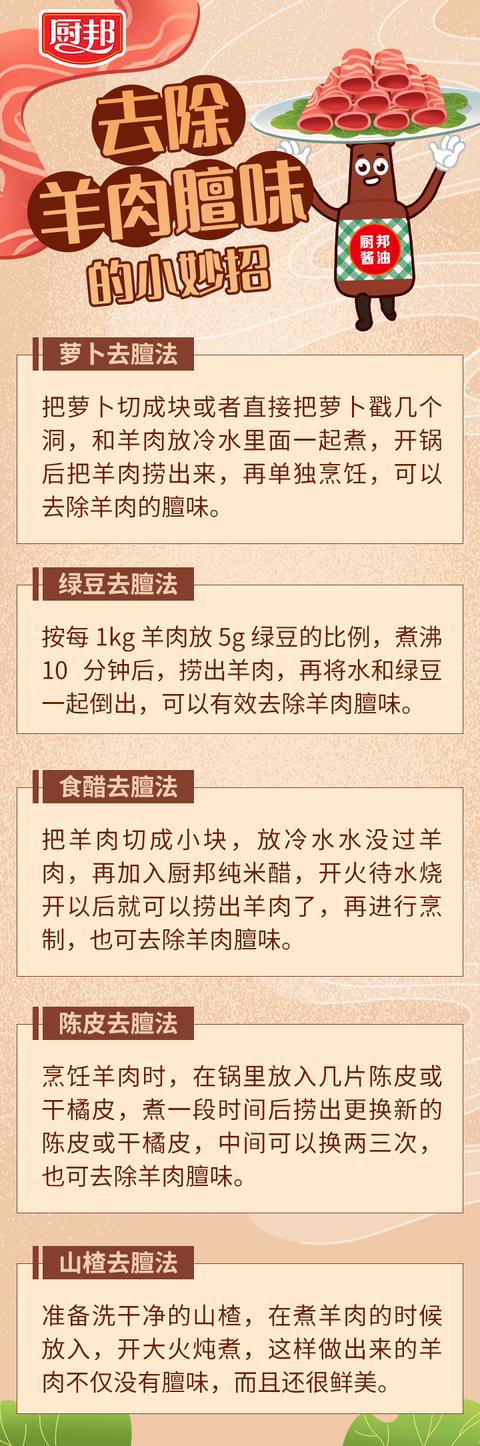 厨邦
去除
羊肉膻味
的小妙招
厨邦
酱油
萝卜去膻法
把萝卜切成块或者直接把萝卜戳几个
洞，和羊肉放冷水里面一起煮，开锅
后把羊肉捞出来，再单独烹饪，可以
去除羊肉的膻味。
绿豆去膻法
按每 1kg 羊肉放 5g 绿豆的比例，煮沸
10 分钟后，捞出羊肉，再将水和绿豆
一起倒出，可以有效去除羊肉膻味。
食醋去膻法
把羊肉切成小块，放冷水水没过羊
肉，再加入厨邦纯米醋，开火待水烧
开以后就可以捞出羊肉了，再进行烹
制，也可去除羊肉膻味。
陈皮去膻法
烹饪羊肉时，在锅里放入几片陈皮或
干橘皮，煮一段时间后捞出更换新的
陈皮或干橘皮，中间可以换两三次，
也可去除羊肉膻味。
山楂去膻法
准备洗干净的山楂，在煮羊肉的时候
放入，开大火炖煮，这样做出来的羊
肉不仅没有膻味，而且还很鲜美。